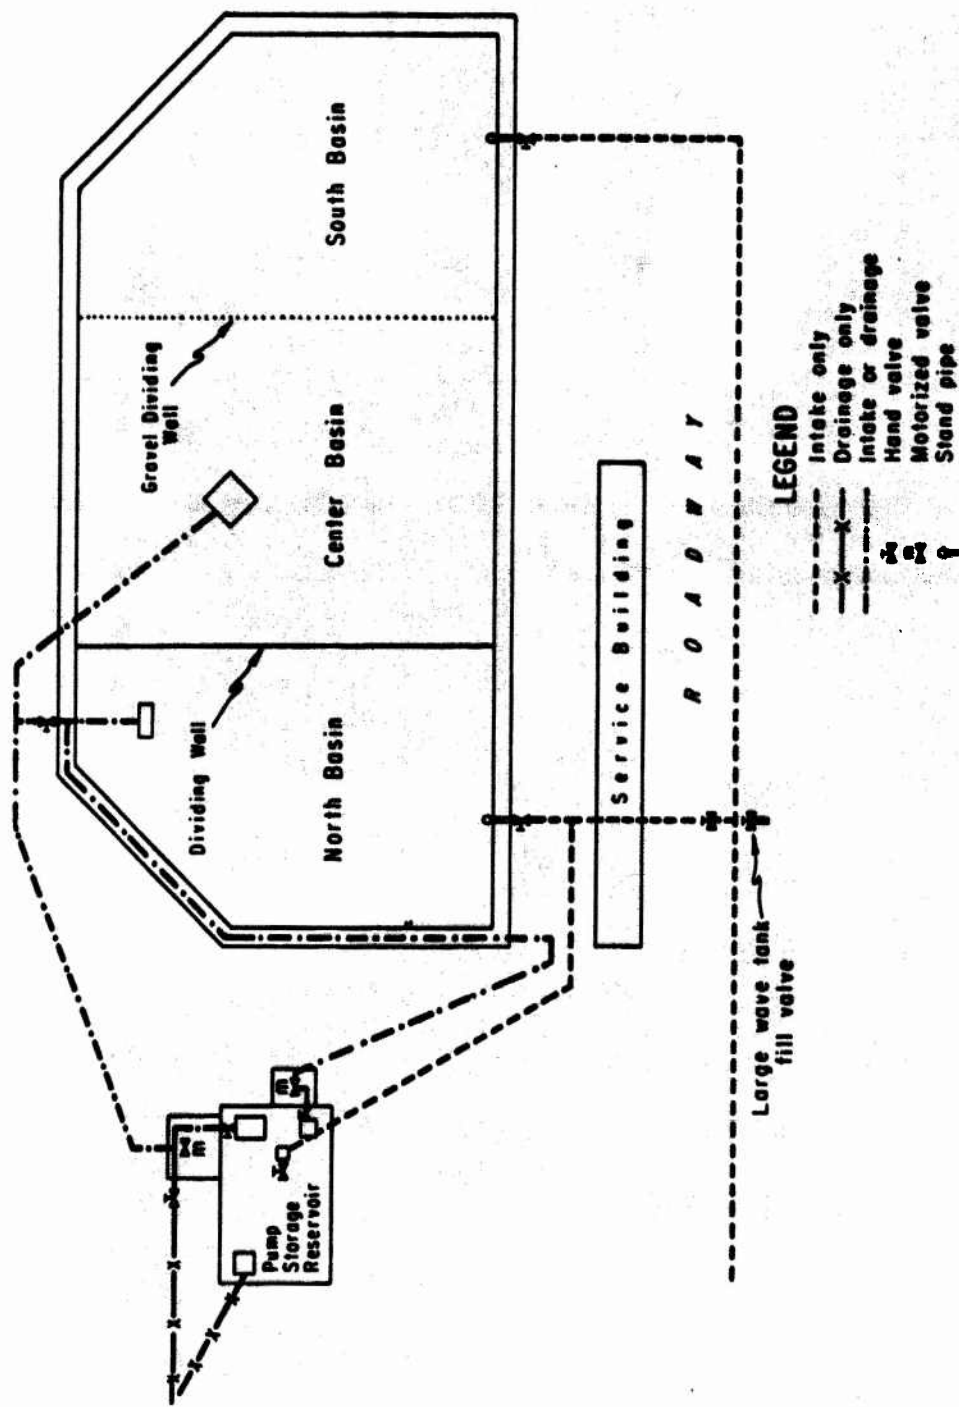 South Basin
Gravel Dividing
Wall
Center Basin
Dividing Wall
North Basin
Service Building
ROADWAY
Large wave tank
fill valve
m
m
Pump
Storage
Reservoir
LEGEND
Intake only
Drainage only
Intake or drainage
Hand valve
Motorized valve
Stand pipe